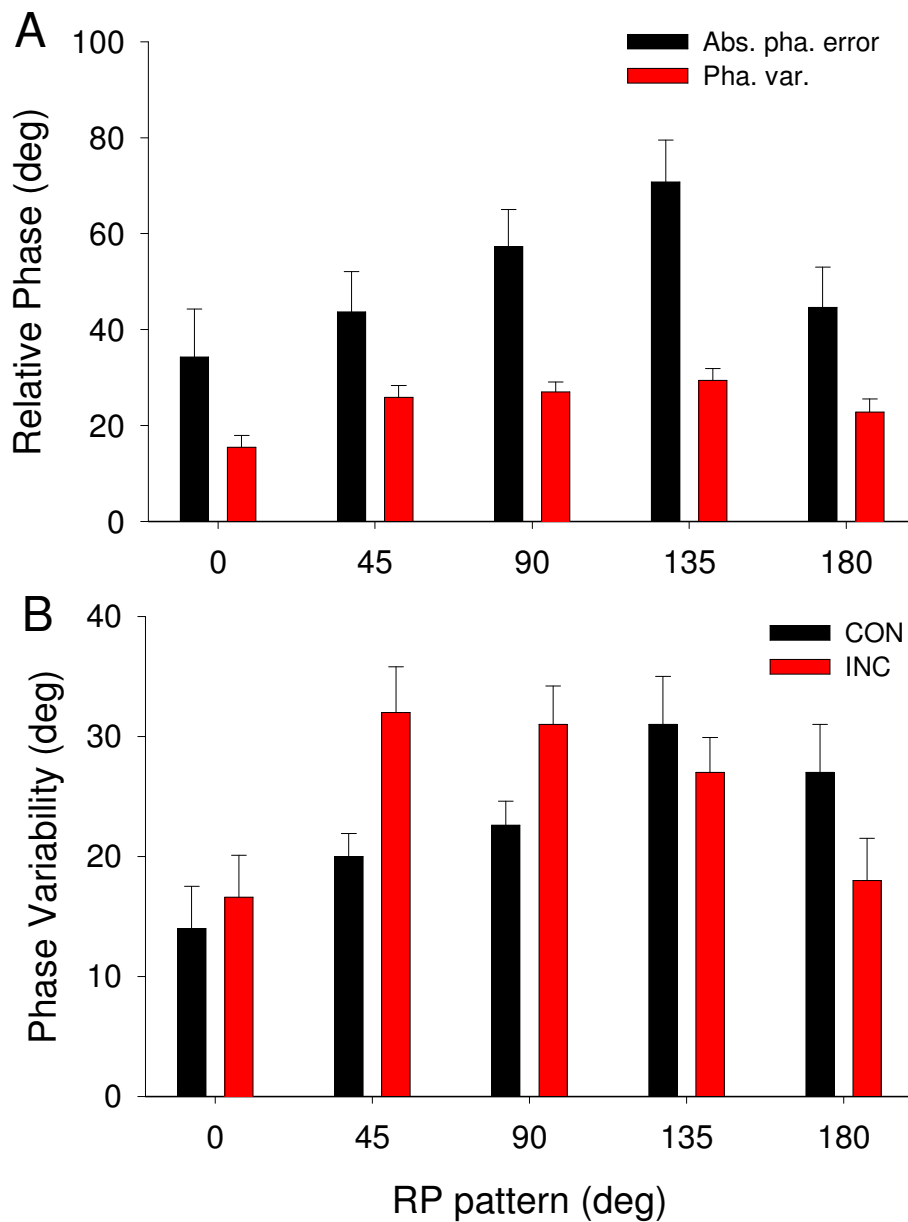 A
100
80
60
40
20
0
Relative Phase (deg)
Abs. pha. error
Pha. var.
0 45 90 135 180
B
40
30
20
10
0
Phase Variability (deg)
CON
INC
0 45 90 135 180
RP pattern (deg)